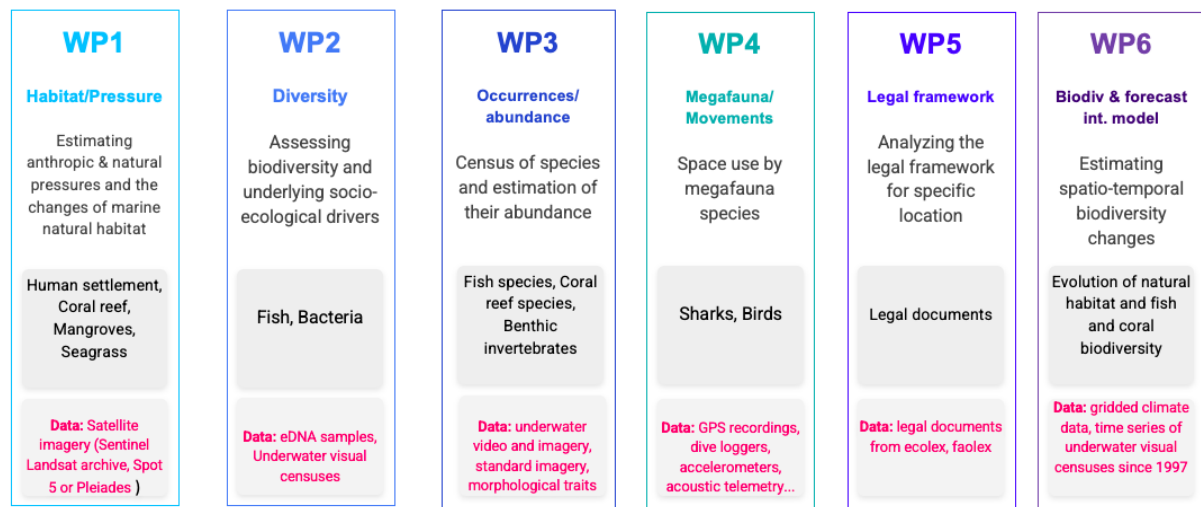 WP1
Habitat/Pressure
Estimating
anthropic & natural
pressures and the
changes of marine
natural habitat
Human settlement,
Coral reef,
Mangroves,
Seagrass
Data: Satellite
imagery (Sentinel
Landsat archive, Spot
5 or Pleiades )
WP2
Diversity
Assessing
biodiversity and
underlying socio-
ecological drivers
Fish, Bacteria
Data: eDNA samples,
Underwater visual
censuses
WP3
Occurrences/
abundance
Census of species
and estimation of
their abundance
Fish species, Coral
reef species,
Benthic
invertebrates
Data: underwater
video and imagery,
standard imagery,
morphological traits
WP4
Megafauna/
Movements
Space use by
megafauna
species
Sharks, Birds
Data: GPS recordings,
dive loggers,
accelerometers,
acoustic telemetry...
WP5
Legal framework
Analyzing the
legal framework
for specific
location
Legal documents
Data: legal documents
from ecolex, faolex
WP6
Biodiv & forecast
int. model
Estimating
spatio-temporal
biodiversity
changes
Evolution of natural
habitat and fish
and coral
biodiversity
Data: gridded climate
data, time series of
underwater visual
censuses since 1997